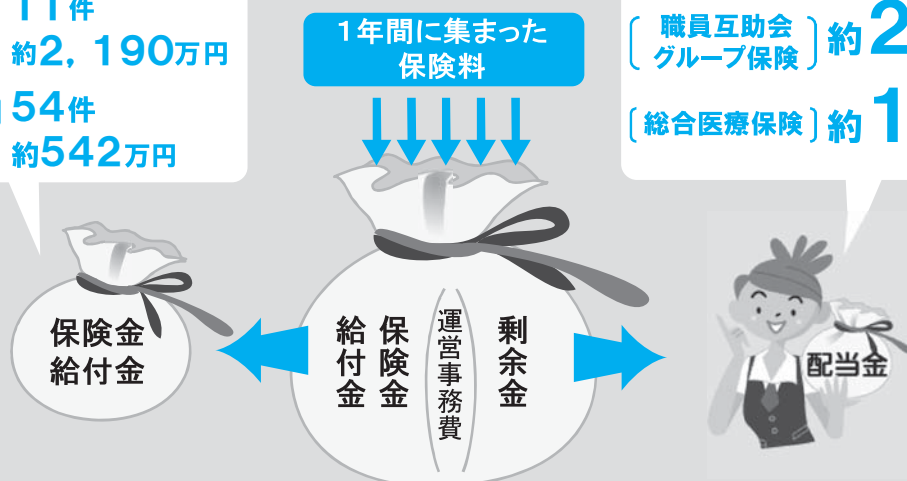 11件
約2,190万円
54件
約542万円
1年間に集まった
保険料
職員互助会
グループ保険
約2
〔総合医療保険〕約1
保険金
給付金
保険金
給付金
運営事務費
剰余金
配当金